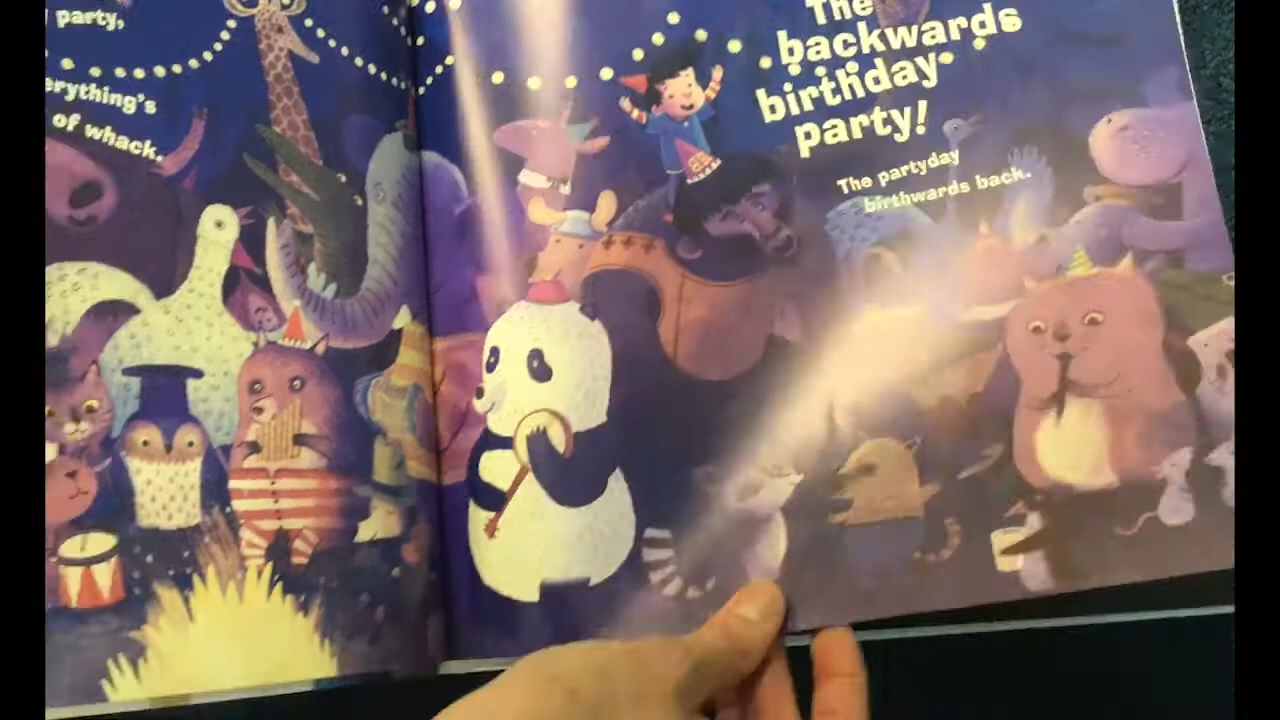 party,
erything's
of whack.
The
backwards
birthday
party!
The partyday
birthwards back.